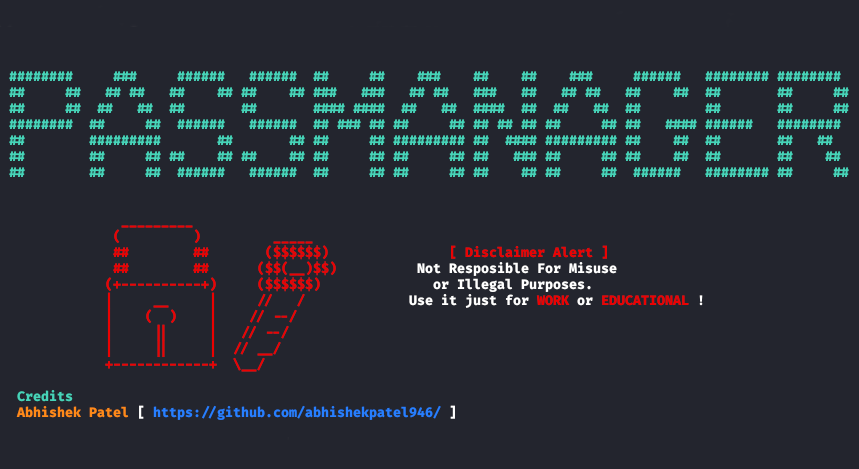 PASSMANAGER
[ Disclaimer Alert ]
Not Resposible For Misuse
or Illegal Purposes.
Use it just for WORK or EDUCATIONAL !
Credits
Abhishek Patel [ https://github.com/abhishekpatel946/ ]